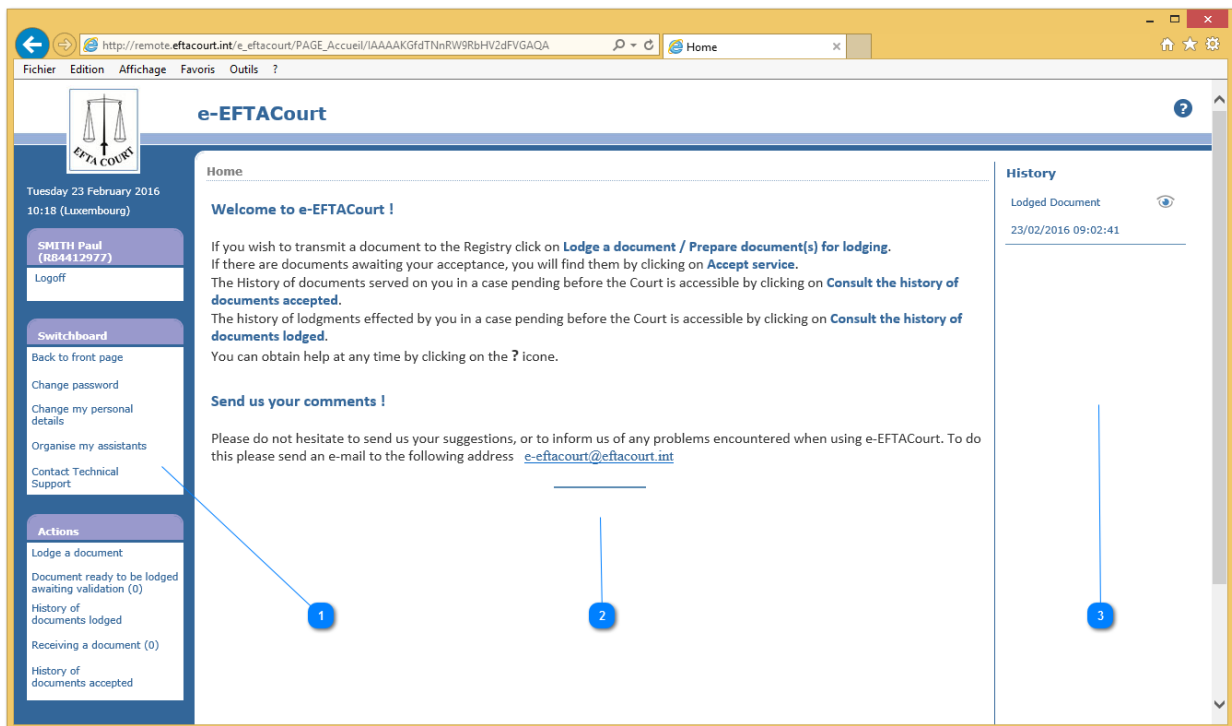 http://remote.eftacourt.int/e_eftacourt/PAGE_Accueil/IAAAAKGfdTNnRW9RbHV2dFVGAQA
Home
Fichier Edition Affichage Favoris Outils ?
EFTA COURT
e-EFTACourt
?
Tuesday 23 February 2016
10:18 (Luxembourg)
SMITH Paul
(R84412977)
Logoff
Switchboard
Back to front page
Change password
Change my personal
details
Organise my assistants
Contact Technical
Support
Actions
Lodge a document
Document ready to be lodged
awaiting validation (0)
History of
documents lodged
Receiving a document (0)
History of
documents accepted
Home
Welcome to e-EFTACourt !
If you wish to transmit a document to the Registry click on Lodge a document / Prepare document(s) for lodging.
If there are documents awaiting your acceptance, you will find them by clicking on Accept service.
The History of documents served on you in a case pending before the Court is accessible by clicking on Consult the history of
documents accepted.
The history of lodgments effected by you in a case pending before the Court is accessible by clicking on Consult the history of
documents lodged.
You can obtain help at any time by clicking on the ? icone.
Send us your comments !
Please do not hesitate to send us your suggestions, or to inform us of any problems encountered when using e-EFTACourt. To do
this please send an e-mail to the following address e-eftacourt@eftacourt.int
History
Lodged Document
23/02/2016 09:02:41
1
2
3